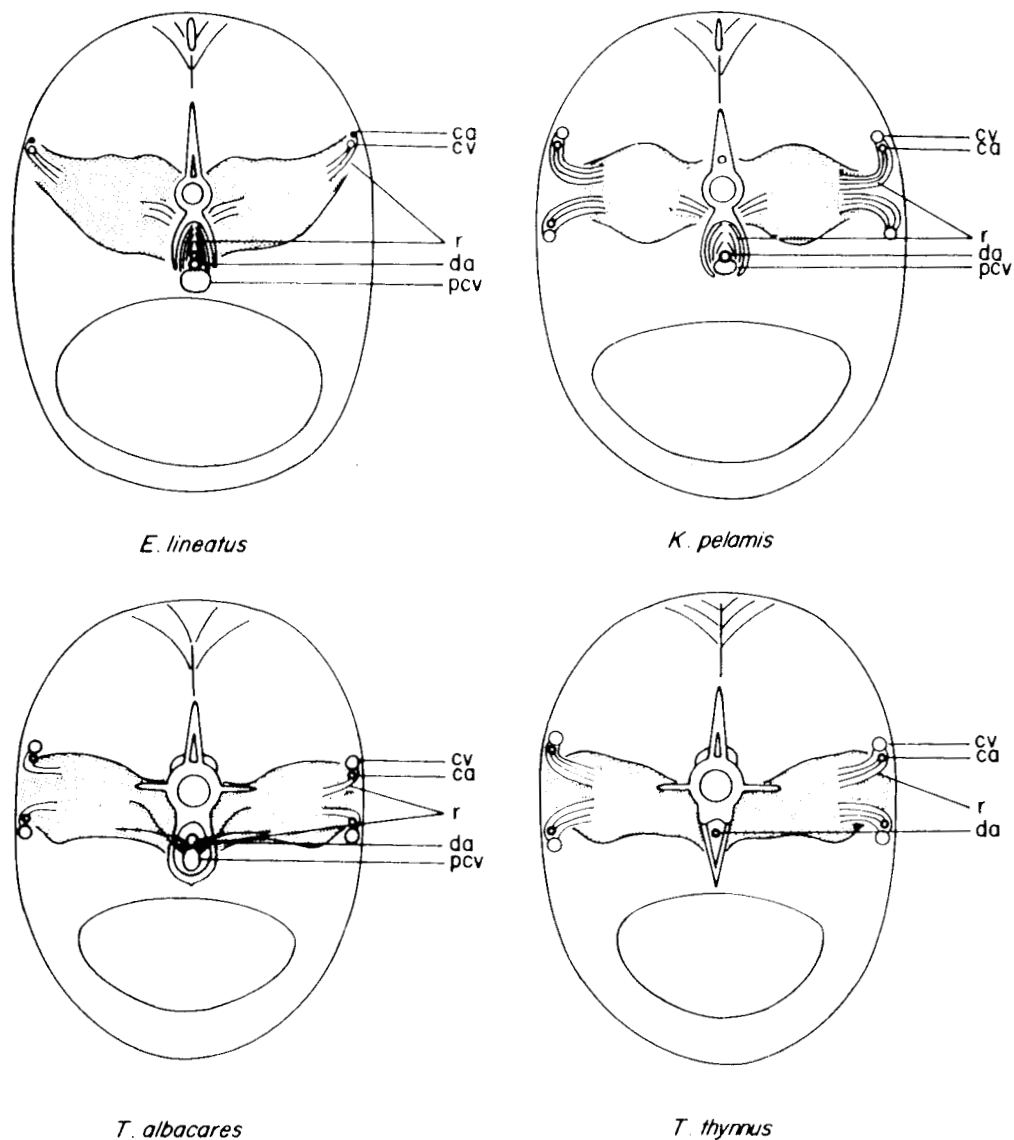 ca
cv
r
da
pcv
E. lineatus
cv
ca
r
da
pcv
K. pelamis
cv
ca
r
da
pcv
T. albacares
cv
ca
r
da
T. thynnus